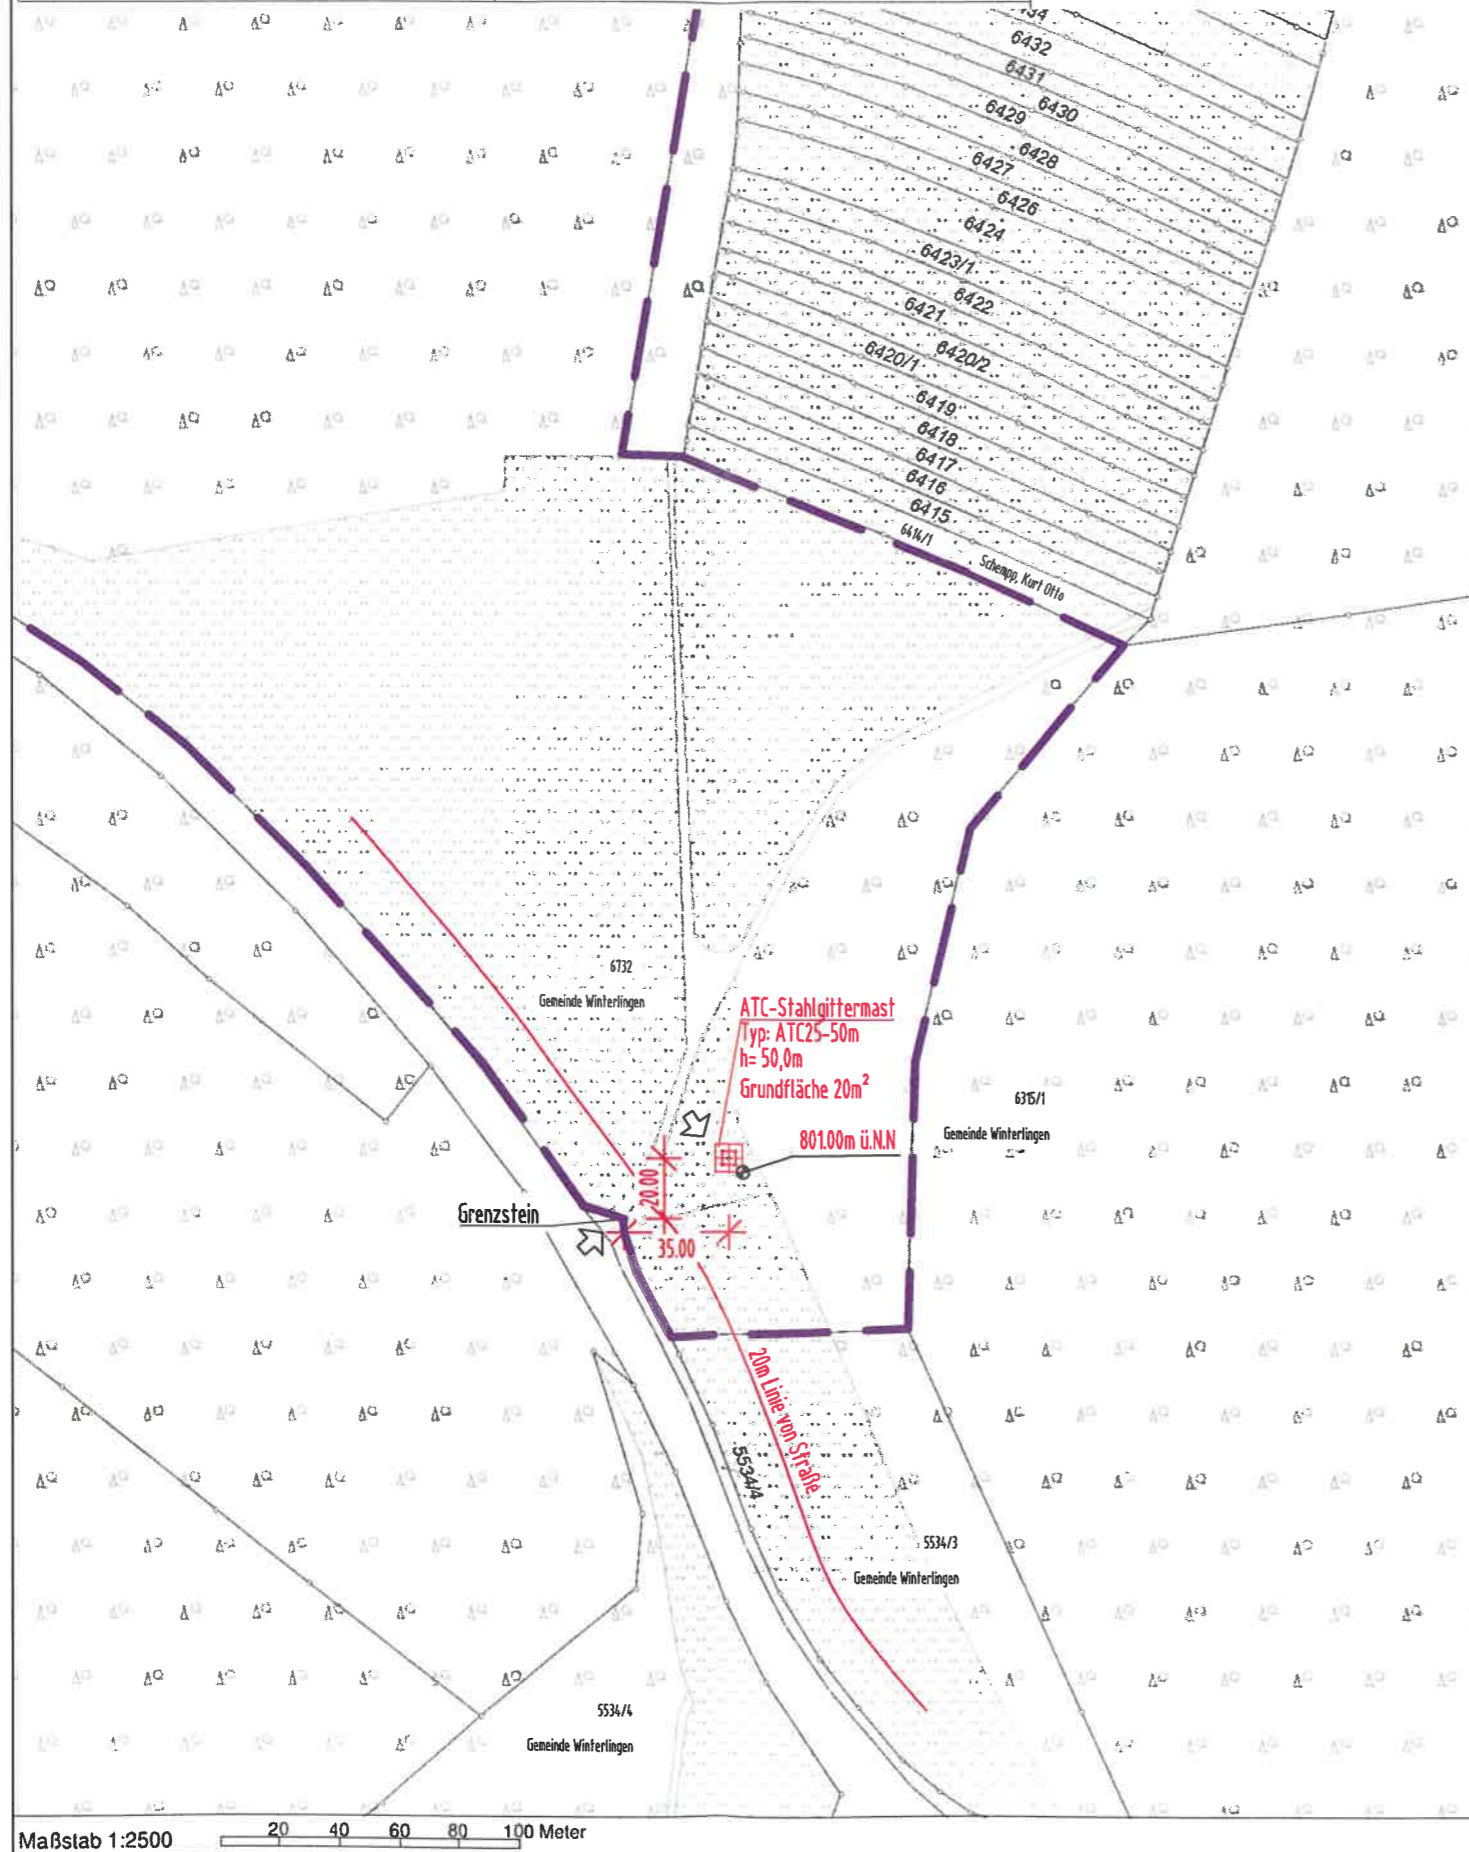 6432
6431
6430
6429
6428
6427
6426
6424
6423/1
6422
6421
6420/2
6420/1
6419
6418
6417
6416
6415
6414/1
Schempp, Kurt Otto
6732
Gemeinde Winterlingen
ATC-Stahlgittermast
Typ: ATC25-50m
h= 50,0m
Grundfläche 20m²
6315/1
Gemeinde Winterlingen
801.00m ü.N.N
20.00
Grenzstein
35.00
20m Linie von Straße
5534/4
5534/3
Gemeinde Winterlingen
5534/4
Gemeinde Winterlingen
Maßstab 1:2500
20 40 60 80 100 Meter